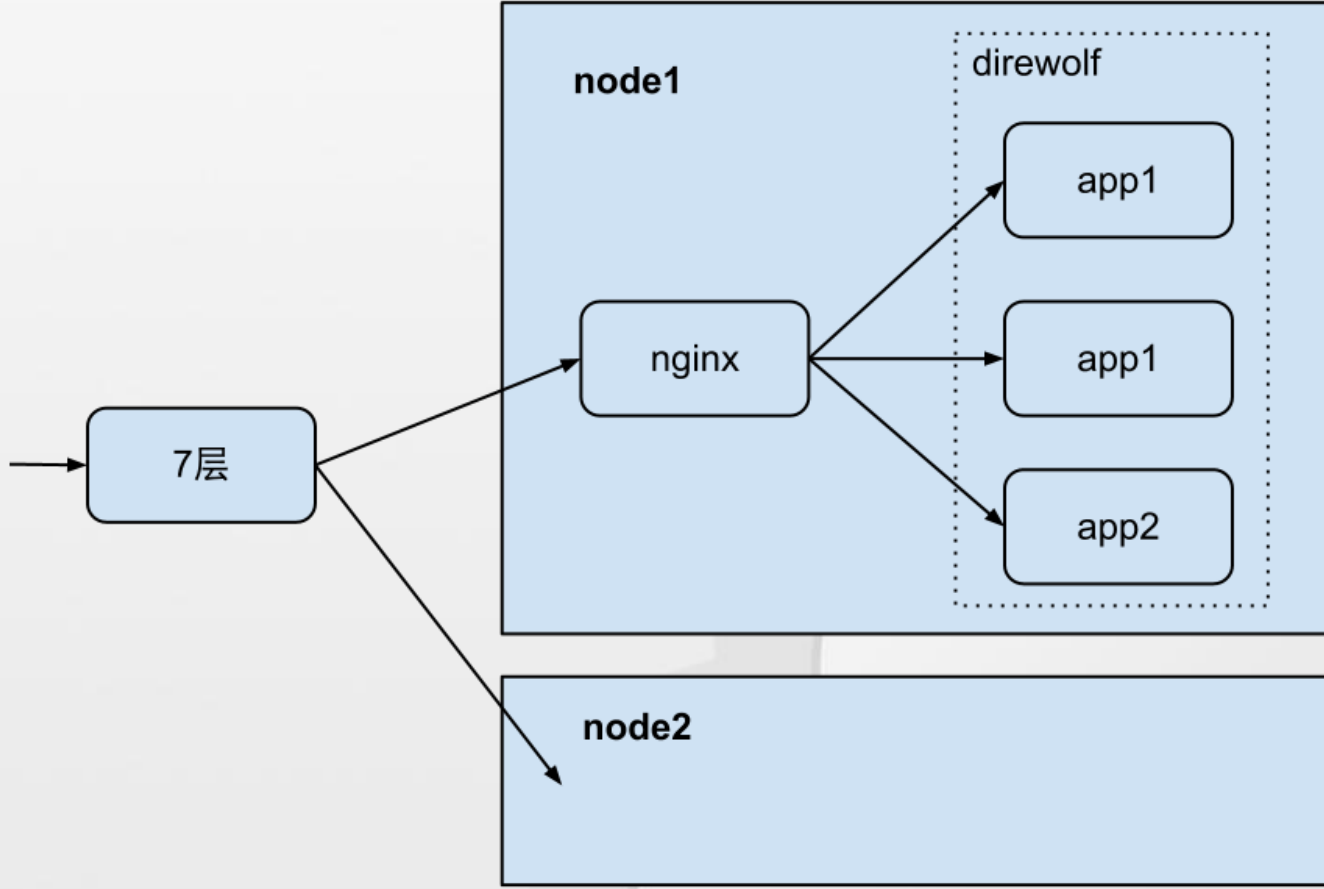 node1
direwolf
app1
nginx
app1
7层
app2
node2